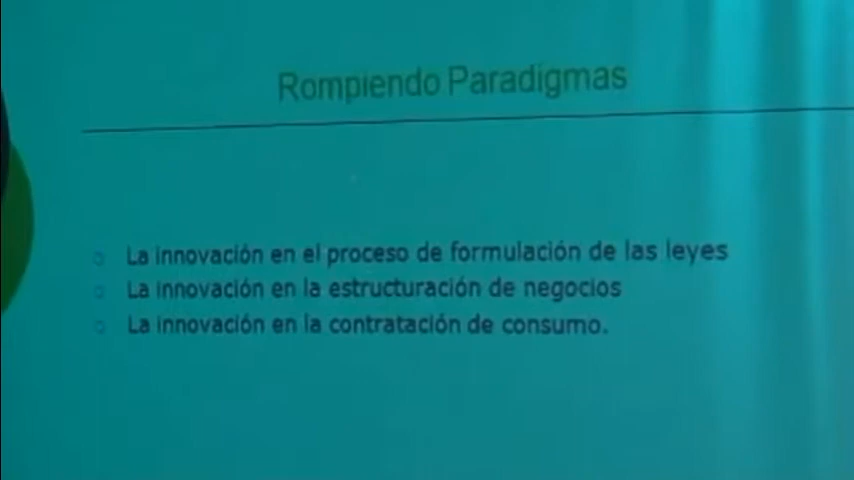 Rompiendo Paradigmas
La innovación en el proceso de formulación de las leyes
La innovación en la estructuración de negocios
La innovación en la contratación de consumo.